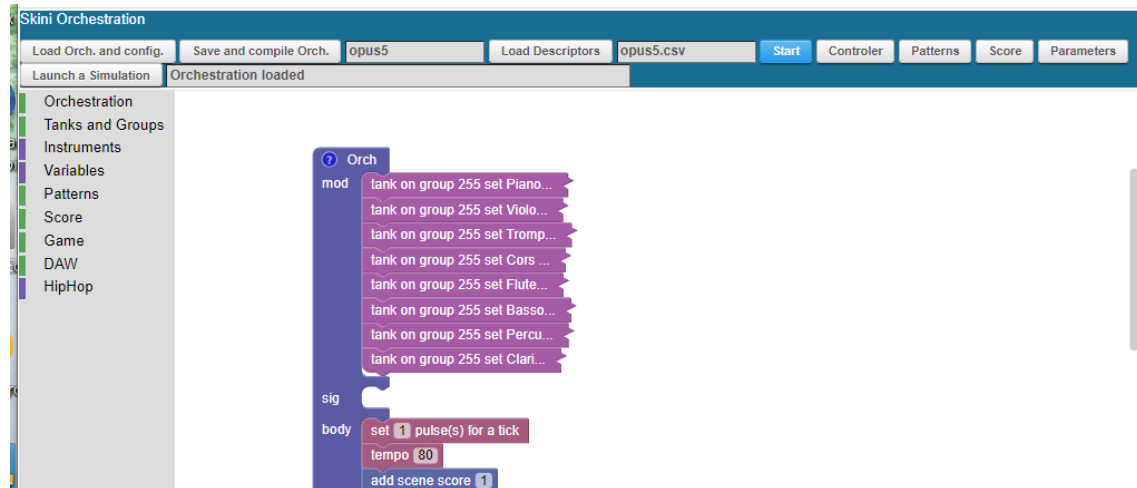 Skini Orchestration
Load Orch. and config. Save and compile Orch. opus5 Load Descriptors opus5.csv Start Controler Patterns Score Parameters
Launch a Simulation Orchestration loaded
Orchestration
Tanks and Groups
Instruments
Variables
Patterns
Score
Game
DAW
HipHop
? Orch
mod tank on group 255 set Piano...
tank on group 255 set Violo...
tank on group 255 set Tromp...
tank on group 255 set Cors ...
tank on group 255 set Flute...
tank on group 255 set Basso...
tank on group 255 set Percu...
tank on group 255 set Clari...
sig
body set 1 pulse(s) for a tick
tempo 80
add scene score 1